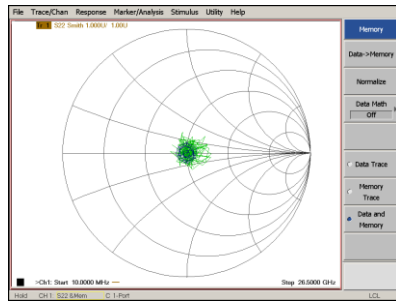 File Trace/Chan Response Marker/Analysis Stimulus Utility Help
Tr 1 S22 Smith 1.000U/ 1.00U
Memory
Data->Memory
Normalize
Data Math
Off
Data Trace
Memory
Trace
Data and
Memory
>Ch1: Start 10.0000 MHz
Stop 26.5000 GHz
Hold CH 1: S22 &Mem C 1-Port LCL